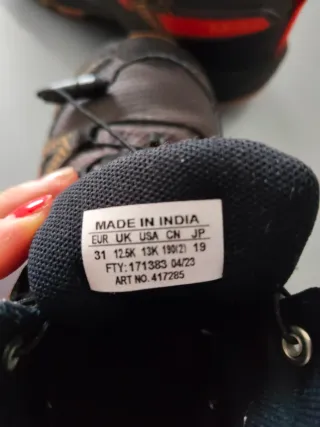 MADE IN INDIA
EUR UK USA CN JP
31 12.5K 13K 190(2) 19
FTY:171383 04/23
ART NO.417285